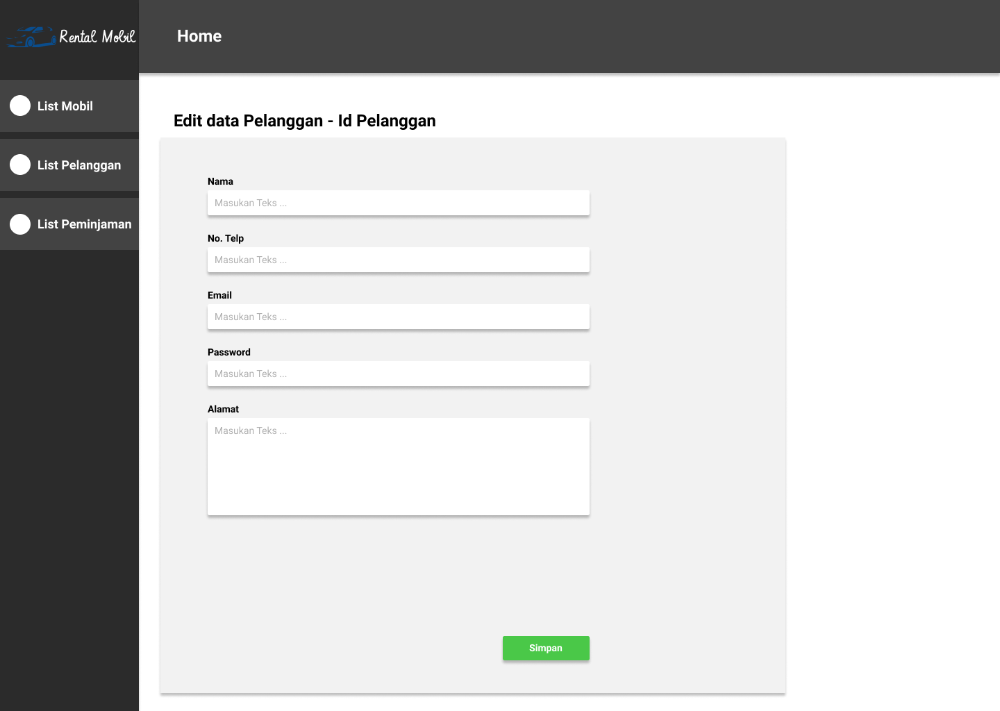 Rental Mobil
Home
List Mobil
List Pelanggan
List Peminjaman
Edit data Pelanggan - Id Pelanggan
Nama
Masukan Teks ...
No. Telp
Masukan Teks ...
Email
Masukan Teks ...
Password
Masukan Teks ...
Alamat
Masukan Teks ...
Simpan